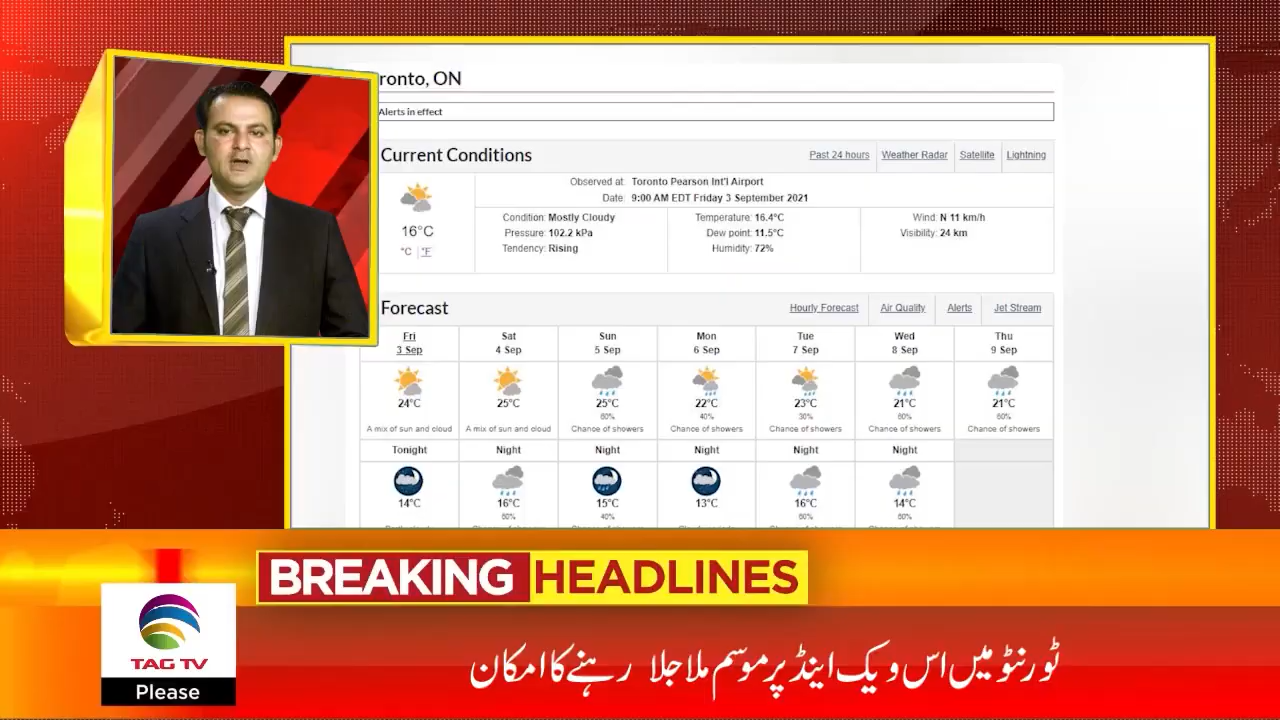 ronto, ON
Alerts in effect
Current Conditions
Past 24 hours
Weather Radar
Satellite
Lightning
16°C
°C °F
Observed at: Toronto Pearson Int'l Airport
Date: 9:00 AM EDT Friday 3 September 2021
Condition: Mostly Cloudy
Pressure: 102.2 kPa
Tendency: Rising
Temperature: 16.4°C
Dew point: 11.5°C
Humidity: 72%
Wind: N 11 km/h
Visibility: 24 km
Forecast
Hourly Forecast
Air Quality
Alerts
Jet Stream
Fri Sat Sun Mon Tue Wed Thu
3 Sep 4 Sep 5 Sep 6 Sep 7 Sep 8 Sep 9 Sep
24°C 25°C 25°C 22°C 23°C 21°C 21°C
60% 40% 30% 60% 60%
A mix of sun and cloud A mix of sun and cloud Chance of showers Chance of showers Chance of showers Chance of showers Chance of showers
Tonight Night Night Night Night Night
14°C 16°C 15°C 13°C 16°C 14°C
60% 40% 60% 60%
BREAKING HEADLINES
ٹورنٹو میں اس ویک اینڈ پر موسم ملا جلا رہنے کا امکان
TAG TV
Please